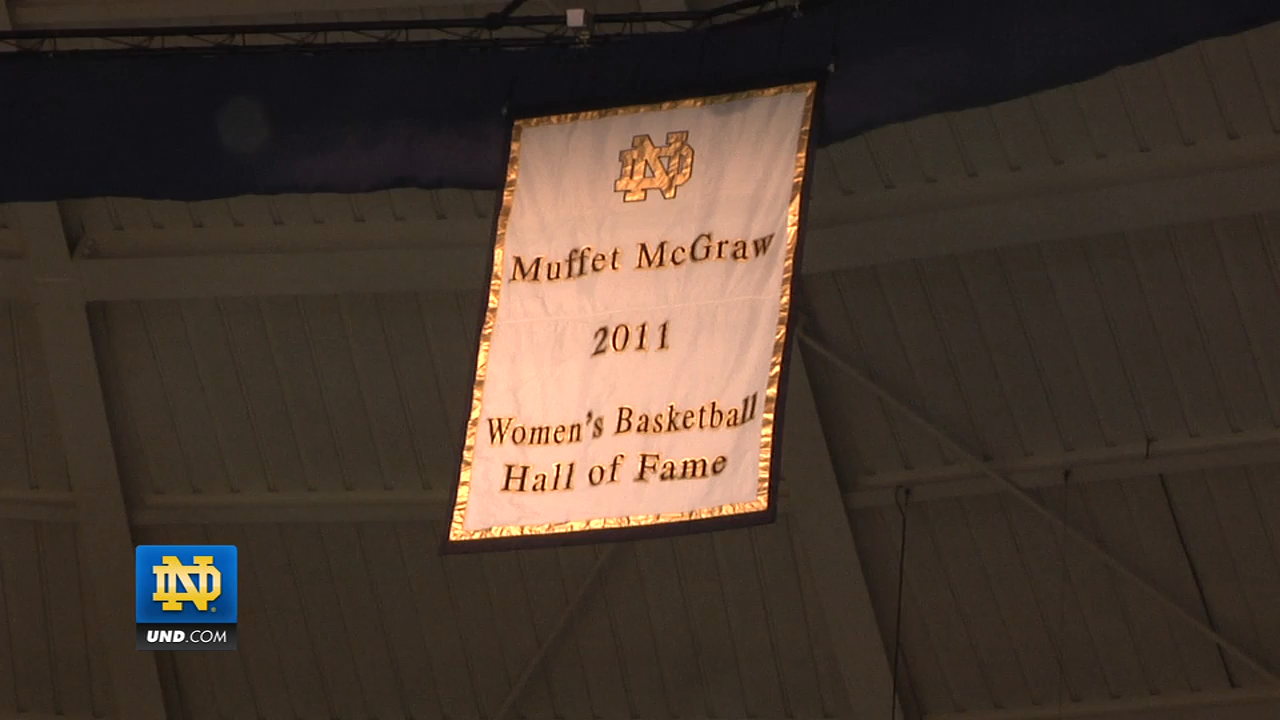 ND
Muffet McGraw
2011
Women's Basketball
Hall of Fame
ND
UND.COM